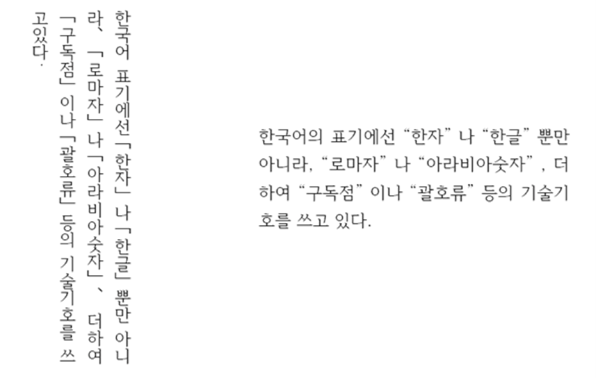 한국어 표기에선「한자」나「한글」뿐만 아니
라、「로마자」나「아라비아숫자」、더하여
「구독점」이나「괄호류」등의 기술기호를 쓰
고있다.
한국어의 표기에선 “한자” 나 “한글” 뿐만
아니라, “로마자” 나 “아라비아숫자” , 더
하여 “구독점” 이나 “괄호류” 등의 기술기
호를 쓰고 있다.